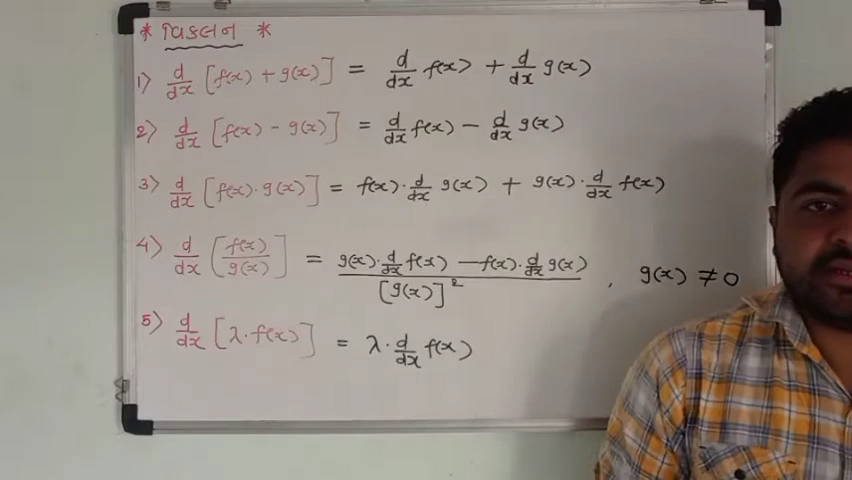 * વિકલન *
1) d/dx [f(x) + g(x)] = d/dx f(x) + d/dx g(x)
2) d/dx [f(x) - g(x)] = d/dx f(x) - d/dx g(x)
3) d/dx [f(x) · g(x)] = f(x) · d/dx g(x) + g(x) · d/dx f(x)
4) d/dx [f(x)/g(x)] = (g(x) · d/dx f(x) - f(x) · d/dx g(x)) / [g(x)]² , g(x) ≠ 0
5) d/dx [λ · f(x)] = λ · d/dx f(x)